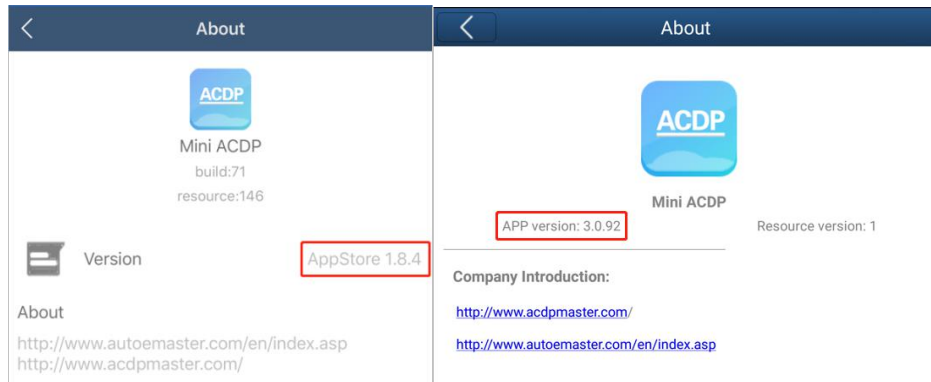 About
ACDP
Mini ACDP
build:71
resource:146
Version
AppStore 1.8.4
About
http://www.autoemaster.com/en/index.asp
http://www.acdpmaster.com/
About
ACDP
Mini ACDP
APP version: 3.0.92
Resource version: 1
Company Introduction:
http://www.acdpmaster.com/
http://www.autoemaster.com/en/index.asp